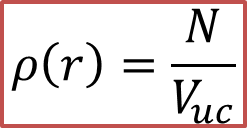 ρ(r) = N / V_uc